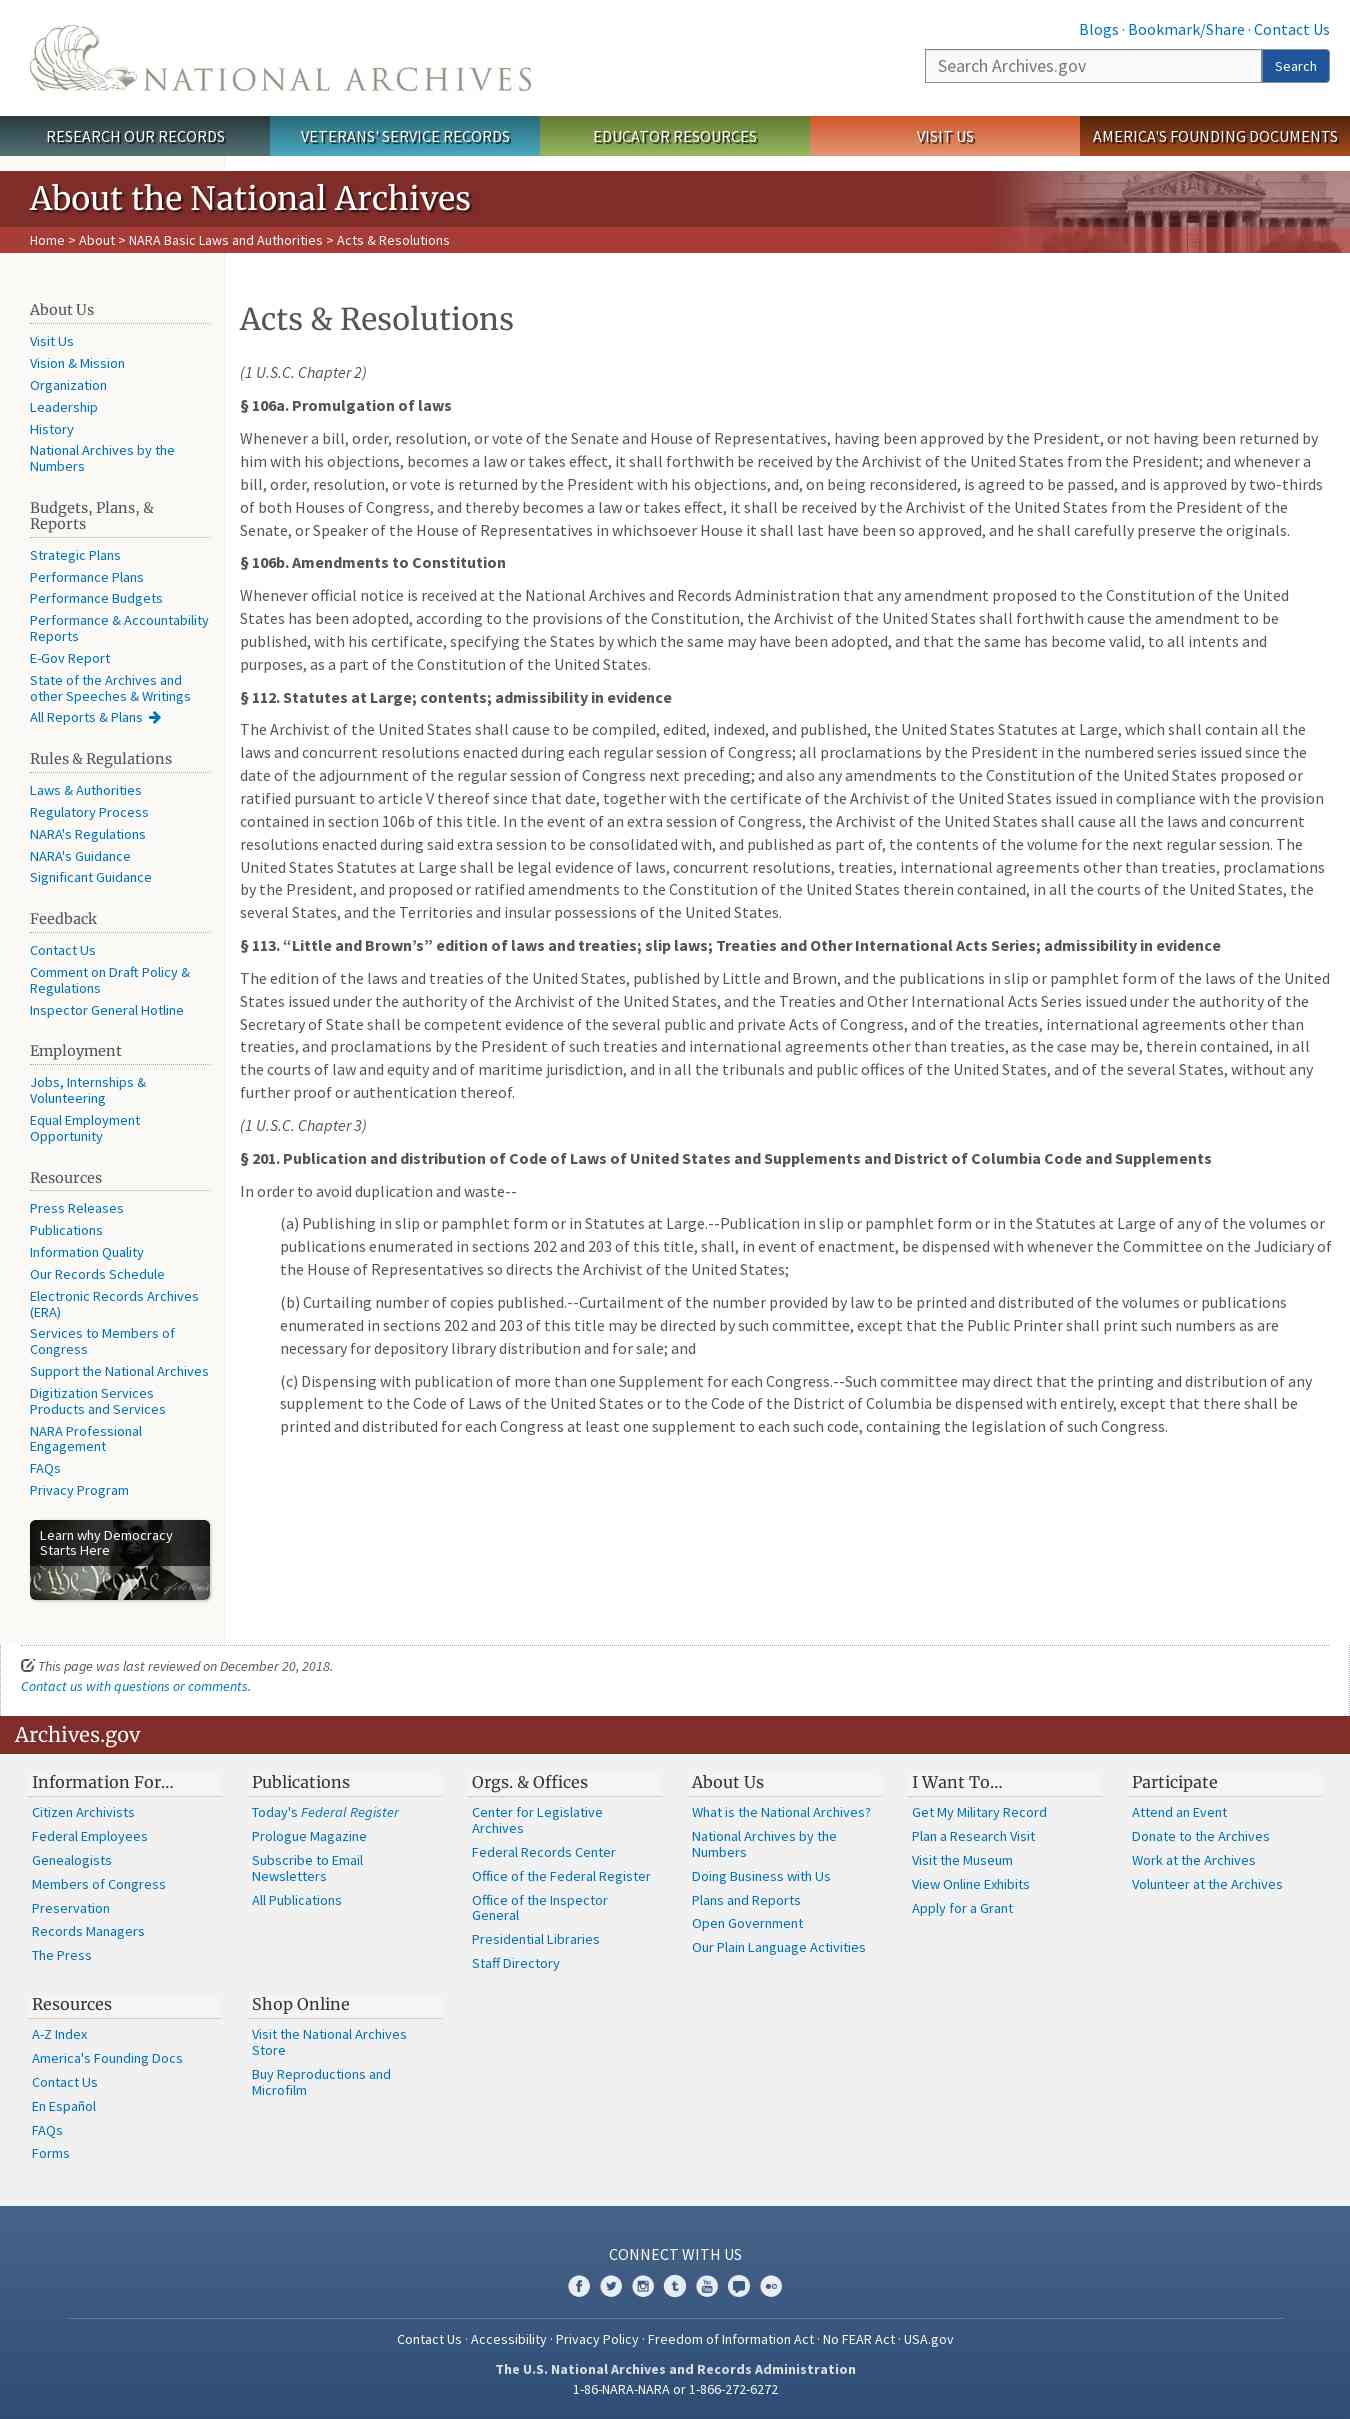 NATIONAL ARCHIVES
Blogs · Bookmark/Share · Contact Us
Search Archives.gov
Search
RESEARCH OUR RECORDS
VETERANS' SERVICE RECORDS
EDUCATOR RESOURCES
VISIT US
AMERICA'S FOUNDING DOCUMENTS
About the National Archives
Home > About > NARA Basic Laws and Authorities > Acts & Resolutions
About Us
Visit Us
Vision & Mission
Organization
Leadership
History
National Archives by the
Numbers
Budgets, Plans, &
Reports
Strategic Plans
Performance Plans
Performance Budgets
Performance & Accountability
Reports
E-Gov Report
State of the Archives and
other Speeches & Writings
All Reports & Plans
Rules & Regulations
Laws & Authorities
Regulatory Process
NARA's Regulations
NARA's Guidance
Significant Guidance
Feedback
Contact Us
Comment on Draft Policy &
Regulations
Inspector General Hotline
Employment
Jobs, Internships &
Volunteering
Equal Employment
Opportunity
Resources
Press Releases
Publications
Information Quality
Our Records Schedule
Electronic Records Archives
(ERA)
Services to Members of
Congress
Support the National Archives
Digitization Services
Products and Services
NARA Professional
Engagement
FAQs
Privacy Program
Learn why Democracy
Starts Here
e the People
Acts & Resolutions
(1 U.S.C. Chapter 2)
§ 106a. Promulgation of laws
Whenever a bill, order, resolution, or vote of the Senate and House of Representatives, having been approved by the President, or not having been returned by
him with his objections, becomes a law or takes effect, it shall forthwith be received by the Archivist of the United States from the President; and whenever a
bill, order, resolution, or vote is returned by the President with his objections, and, on being reconsidered, is agreed to be passed, and is approved by two-thirds
of both Houses of Congress, and thereby becomes a law or takes effect, it shall be received by the Archivist of the United States from the President of the
Senate, or Speaker of the House of Representatives in whichsoever House it shall last have been so approved, and he shall carefully preserve the originals.
§ 106b. Amendments to Constitution
Whenever official notice is received at the National Archives and Records Administration that any amendment proposed to the Constitution of the United
States has been adopted, according to the provisions of the Constitution, the Archivist of the United States shall forthwith cause the amendment to be
published, with his certificate, specifying the States by which the same may have been adopted, and that the same has become valid, to all intents and
purposes, as a part of the Constitution of the United States.
§ 112. Statutes at Large; contents; admissibility in evidence
The Archivist of the United States shall cause to be compiled, edited, indexed, and published, the United States Statutes at Large, which shall contain all the
laws and concurrent resolutions enacted during each regular session of Congress; all proclamations by the President in the numbered series issued since the
date of the adjournment of the regular session of Congress next preceding; and also any amendments to the Constitution of the United States proposed or
ratified pursuant to article V thereof since that date, together with the certificate of the Archivist of the United States issued in compliance with the provision
contained in section 106b of this title. In the event of an extra session of Congress, the Archivist of the United States shall cause all the laws and concurrent
resolutions enacted during said extra session to be consolidated with, and published as part of, the contents of the volume for the next regular session. The
United States Statutes at Large shall be legal evidence of laws, concurrent resolutions, treaties, international agreements other than treaties, proclamations
by the President, and proposed or ratified amendments to the Constitution of the United States therein contained, in all the courts of the United States, the
several States, and the Territories and insular possessions of the United States.
§ 113. “Little and Brown’s” edition of laws and treaties; slip laws; Treaties and Other International Acts Series; admissibility in evidence
The edition of the laws and treaties of the United States, published by Little and Brown, and the publications in slip or pamphlet form of the laws of the United
States issued under the authority of the Archivist of the United States, and the Treaties and Other International Acts Series issued under the authority of the
Secretary of State shall be competent evidence of the several public and private Acts of Congress, and of the treaties, international agreements other than
treaties, and proclamations by the President of such treaties and international agreements other than treaties, as the case may be, therein contained, in all
the courts of law and equity and of maritime jurisdiction, and in all the tribunals and public offices of the United States, and of the several States, without any
further proof or authentication thereof.
(1 U.S.C. Chapter 3)
§ 201. Publication and distribution of Code of Laws of United States and Supplements and District of Columbia Code and Supplements
In order to avoid duplication and waste--
(a) Publishing in slip or pamphlet form or in Statutes at Large.--Publication in slip or pamphlet form or in the Statutes at Large of any of the volumes or
publications enumerated in sections 202 and 203 of this title, shall, in event of enactment, be dispensed with whenever the Committee on the Judiciary of
the House of Representatives so directs the Archivist of the United States;
(b) Curtailing number of copies published.--Curtailment of the number provided by law to be printed and distributed of the volumes or publications
enumerated in sections 202 and 203 of this title may be directed by such committee, except that the Public Printer shall print such numbers as are
necessary for depository library distribution and for sale; and
(c) Dispensing with publication of more than one Supplement for each Congress.--Such committee may direct that the printing and distribution of any
supplement to the Code of Laws of the United States or to the Code of the District of Columbia be dispensed with entirely, except that there shall be
printed and distributed for each Congress at least one supplement to each such code, containing the legislation of such Congress.
This page was last reviewed on December 20, 2018.
Contact us with questions or comments.
Archives.gov
Information For…
Citizen Archivists
Federal Employees
Genealogists
Members of Congress
Preservation
Records Managers
The Press
Publications
Today's Federal Register
Prologue Magazine
Subscribe to Email
Newsletters
All Publications
Orgs. & Offices
Center for Legislative
Archives
Federal Records Center
Office of the Federal Register
Office of the Inspector
General
Presidential Libraries
Staff Directory
About Us
What is the National Archives?
National Archives by the
Numbers
Doing Business with Us
Plans and Reports
Open Government
Our Plain Language Activities
I Want To…
Get My Military Record
Plan a Research Visit
Visit the Museum
View Online Exhibits
Apply for a Grant
Participate
Attend an Event
Donate to the Archives
Work at the Archives
Volunteer at the Archives
Resources
A-Z Index
America's Founding Docs
Contact Us
En Español
FAQs
Forms
Shop Online
Visit the National Archives
Store
Buy Reproductions and
Microfilm
CONNECT WITH US
Contact Us · Accessibility · Privacy Policy · Freedom of Information Act · No FEAR Act · USA.gov
The U.S. National Archives and Records Administration
1-86-NARA-NARA or 1-866-272-6272